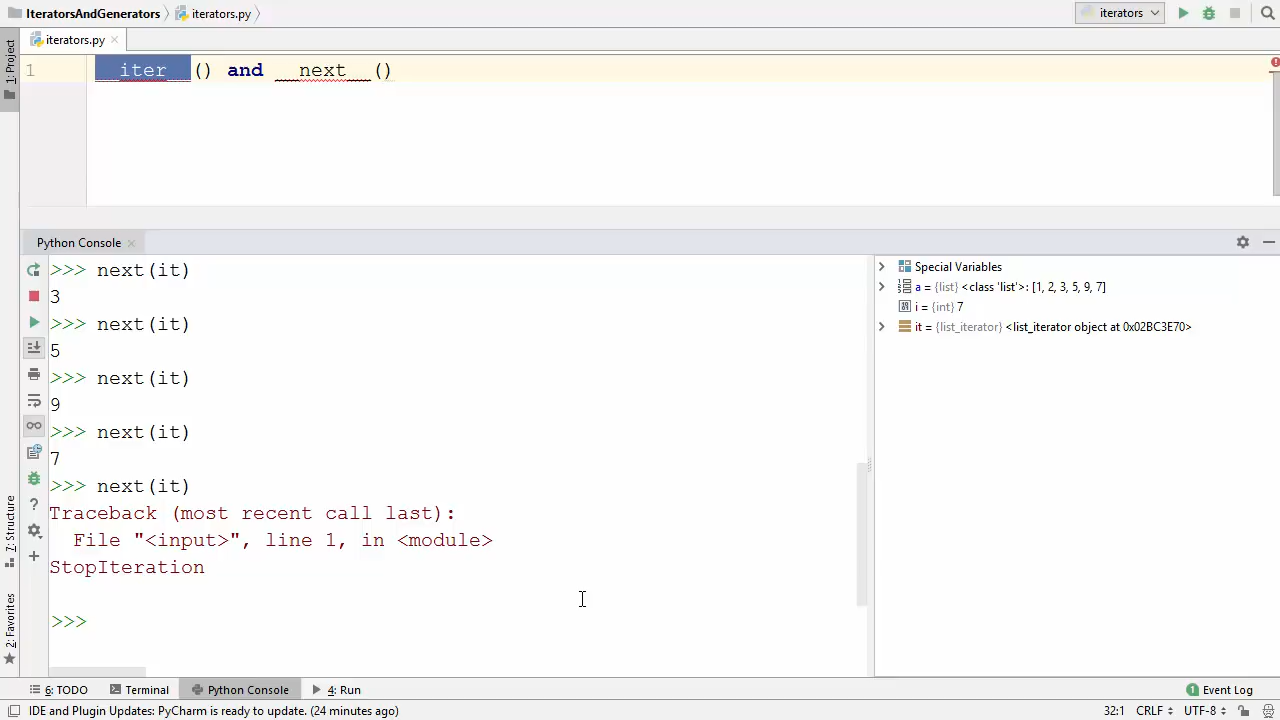 IteratorsAndGenerators iterators.py iterators
iterators.py
1: Project
1 __iter__() and __next__()
Python Console
>>> next(it)
3
>>> next(it)
5
>>> next(it)
9
>>> next(it)
7
>>> next(it)
Traceback (most recent call last):
  File "<input>", line 1, in <module>
StopIteration
>>>
Special Variables
a = {list} <class 'list'>: [1, 2, 3, 5, 9, 7]
i = {int} 7
it = {list_iterator} <list_iterator object at 0x02BC3E70>
7: Structure
2: Favorites
6: TODO Terminal Python Console 4: Run 1 Event Log
IDE and Plugin Updates: PyCharm is ready to update. (24 minutes ago) 32:1 CRLF UTF-8